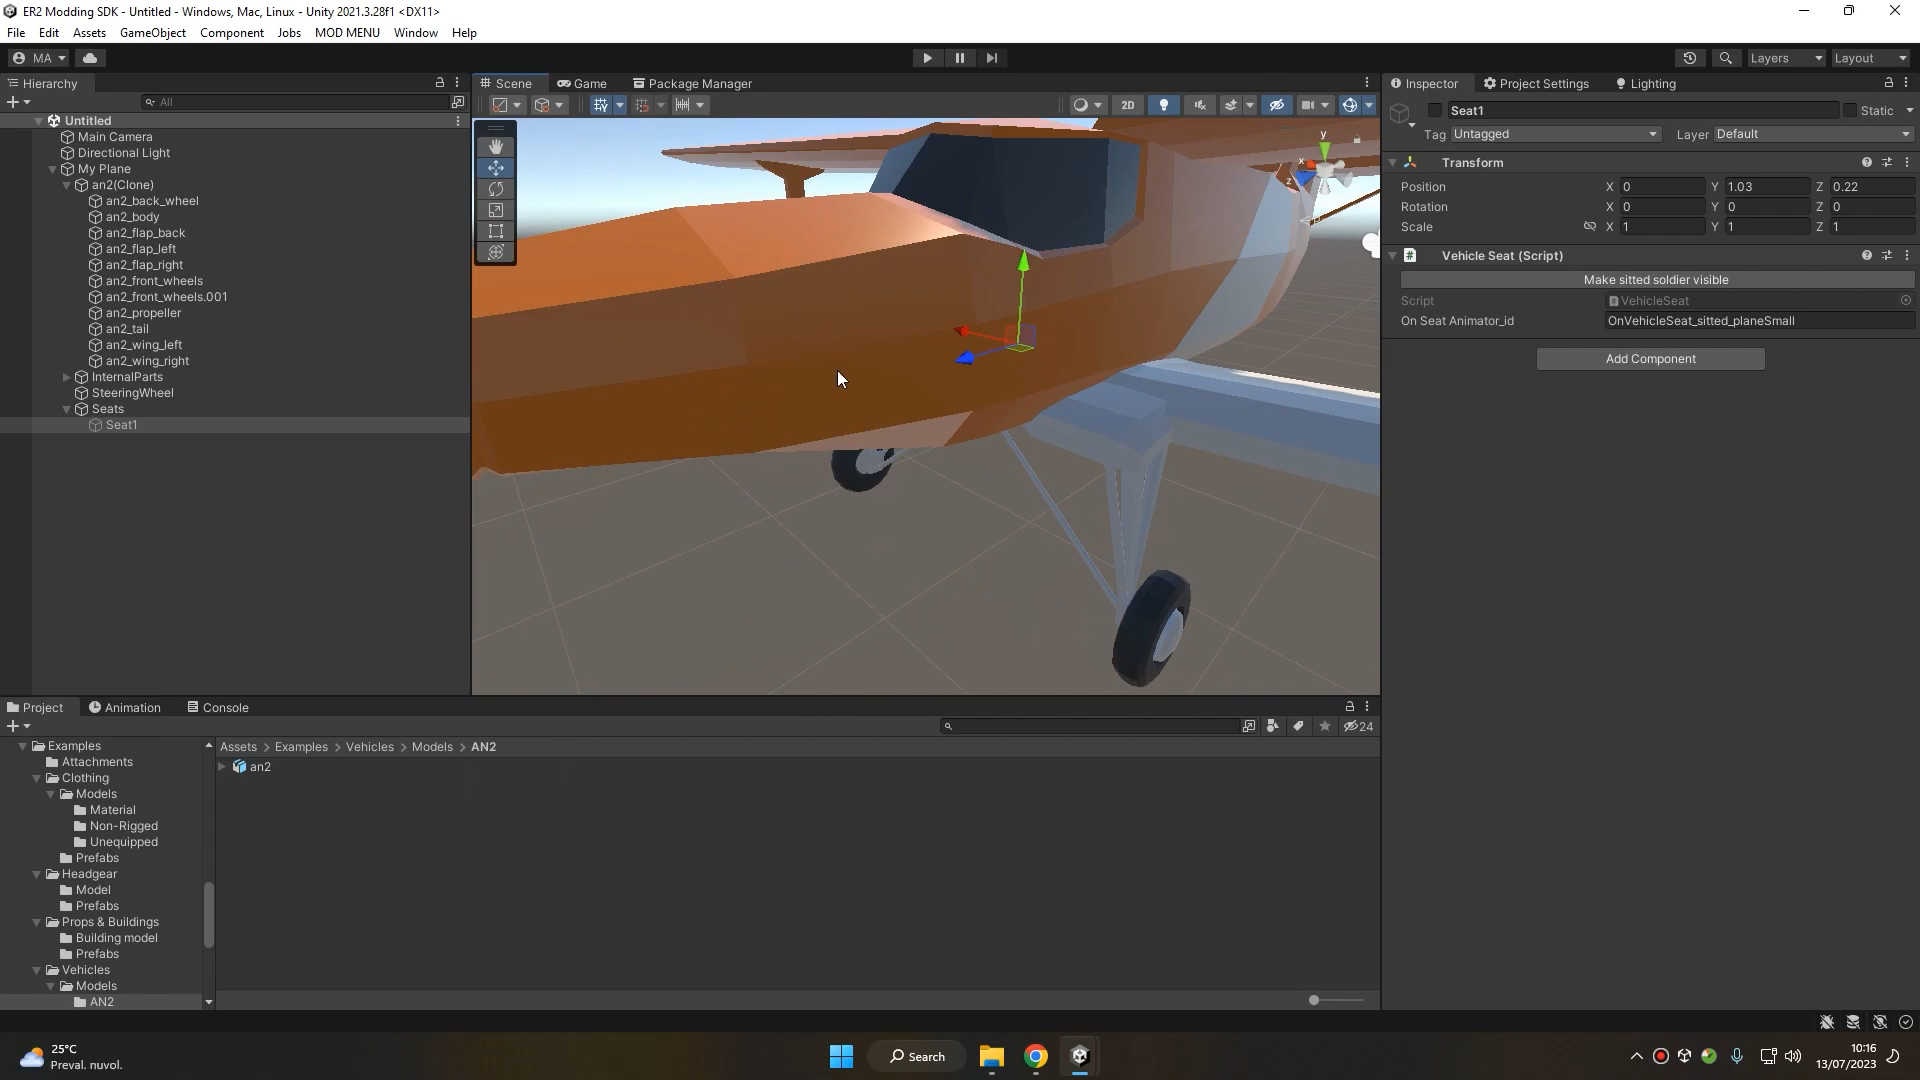 ER2 Modding SDK - Untitled - Windows, Mac, Linux - Unity 2021.3.28f1 <DX11>
File Edit Assets GameObject Component Jobs MOD MENU Window Help
MA Layers Layout
Hierarchy
All
Untitled
Main Camera
Directional Light
My Plane
an2(Clone)
an2_back_wheel
an2_body
an2_flap_back
an2_flap_left
an2_flap_right
an2_front_wheels
an2_front_wheels.001
an2_propeller
an2_tail
an2_wing_left
an2_wing_right
InternalParts
SteeringWheel
Seats
Seat1
Scene Game Package Manager
2D
y
x
z
Inspector Project Settings Lighting
Seat1 Static
Tag Untagged Layer Default
Transform
Position X 0 Y 1.03 Z 0.22
Rotation X 0 Y 0 Z 0
Scale X 1 Y 1 Z 1
# Vehicle Seat (Script)
Make sitted soldier visible
Script VehicleSeat
On Seat Animator_id OnVehicleSeat_sitted_planeSmall
Add Component
Project Animation Console
24
Examples
Attachments
Clothing
Models
Material
Non-Rigged
Unequipped
Prefabs
Headgear
Model
Prefabs
Props & Buildings
Building model
Prefabs
Vehicles
Models
AN2
Assets > Examples > Vehicles > Models > AN2
an2
25°C
Preval. nuvol.
Search
10:16
13/07/2023